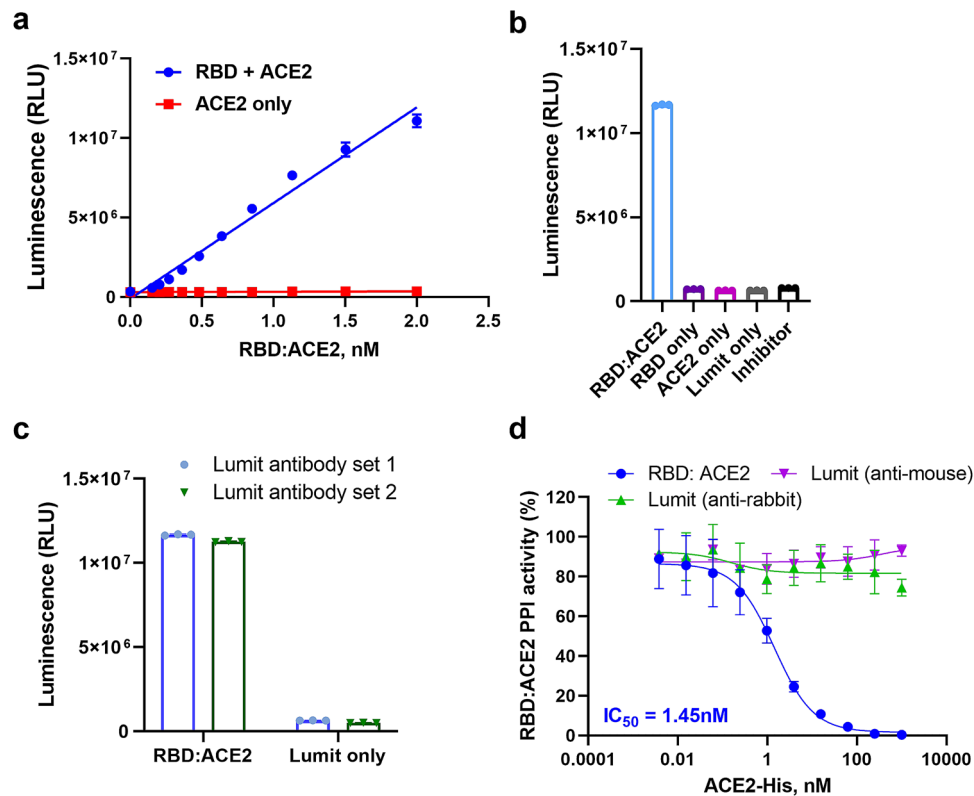 a
Luminescence (RLU)
1.5×10⁷
1×10⁷
5×10⁶
0
RBD + ACE2
ACE2 only
0.0 0.5 1.0 1.5 2.0 2.5
RBD:ACE2, nM
b
Luminescence (RLU)
1.5×10⁷
1×10⁷
5×10⁶
0
RBD:ACE2
RBD only
ACE2 only
Lumit only
Inhibitor
c
Luminescence (RLU)
Lumit antibody set 1
Lumit antibody set 2
1.5×10⁷
1×10⁷
5×10⁶
0
RBD:ACE2 Lumit only
d
RBD: ACE2 Lumit (anti-mouse)
Lumit (anti-rabbit)
RBD:ACE2 PPI activity (%)
120
100
80
60
40
20
0
IC₅₀ = 1.45nM
0.0001 0.01 1 100 10000
ACE2-His, nM